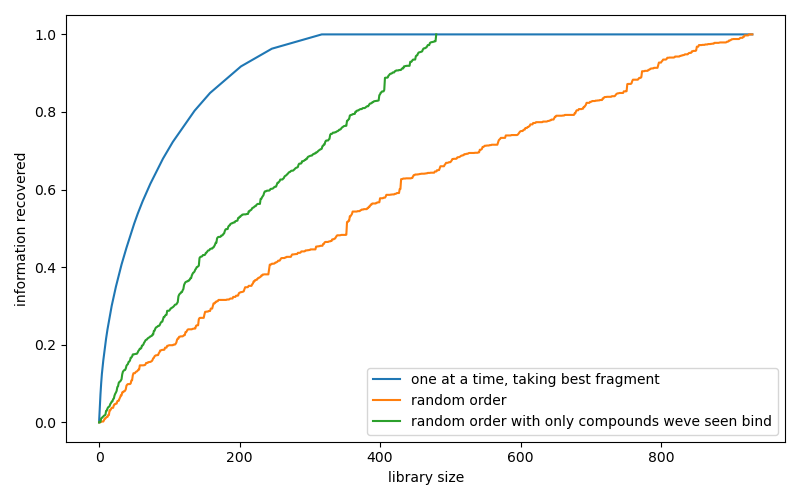 1.0
0.8
0.6
0.4
0.2
0.0
information recovered
0
200
400
600
800
library size
one at a time, taking best fragment
random order
random order with only compounds weve seen bind